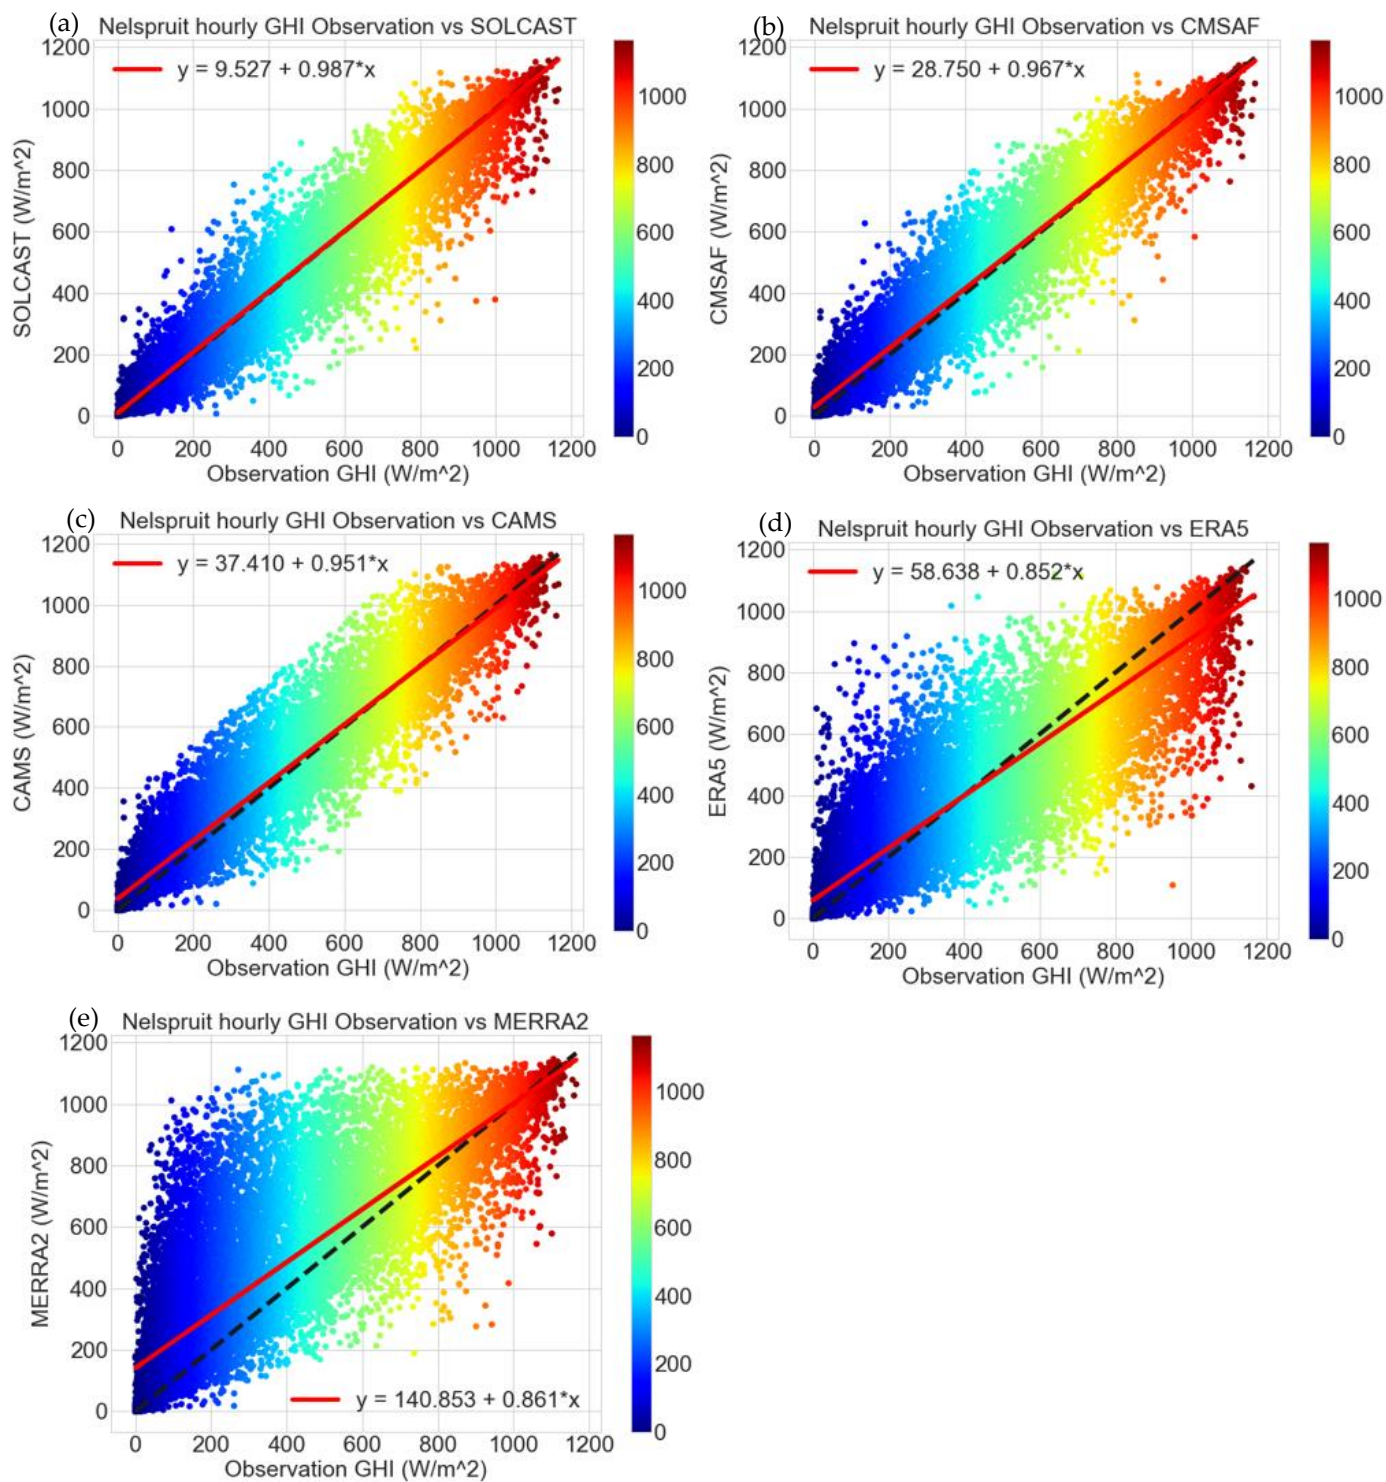 (a)
Nelspruit hourly GHI Observation vs SOLCAST
y = 9.527 + 0.987*x
1200
1000
800
600
400
200
0
SOLCAST (W/m^2)
0 200 400 600 800 1000 1200
Observation GHI (W/m^2)
1000
800
600
400
200
0
(b)
Nelspruit hourly GHI Observation vs CMSAF
y = 28.750 + 0.967*x
1200
1000
800
600
400
200
0
CMSAF (W/m^2)
0 200 400 600 800 1000 1200
Observation GHI (W/m^2)
1000
800
600
400
200
0
(c)
Nelspruit hourly GHI Observation vs CAMS
y = 37.410 + 0.951*x
1200
1000
800
600
400
200
0
CAMS (W/m^2)
0 200 400 600 800 1000 1200
Observation GHI (W/m^2)
1000
800
600
400
200
0
(d)
Nelspruit hourly GHI Observation vs ERA5
y = 58.638 + 0.852*x
1200
1000
800
600
400
200
0
ERA5 (W/m^2)
0 200 400 600 800 1000 1200
Observation GHI (W/m^2)
1000
800
600
400
200
0
(e)
Nelspruit hourly GHI Observation vs MERRA2
1200
1000
800
600
400
200
0
MERRA2 (W/m^2)
y = 140.853 + 0.861*x
0 200 400 600 800 1000 1200
Observation GHI (W/m^2)
1000
800
600
400
200
0